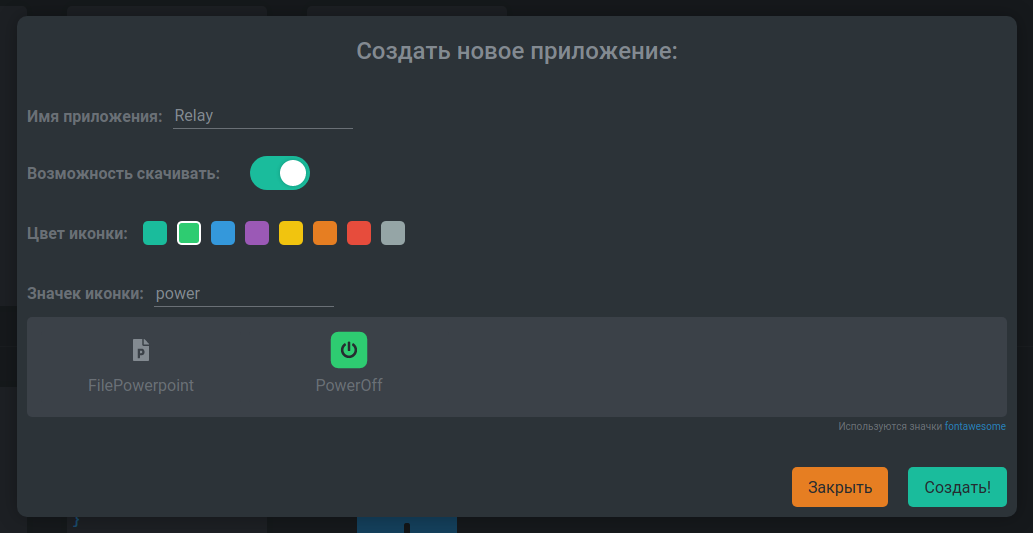 Создать новое приложение:
Имя приложения: Relay
Возможность скачивать:
Цвет иконки:
Значек иконки: power
P
FilePowerpoint PowerOff
Используются значки fontawesome
Закрыть Создать!
}